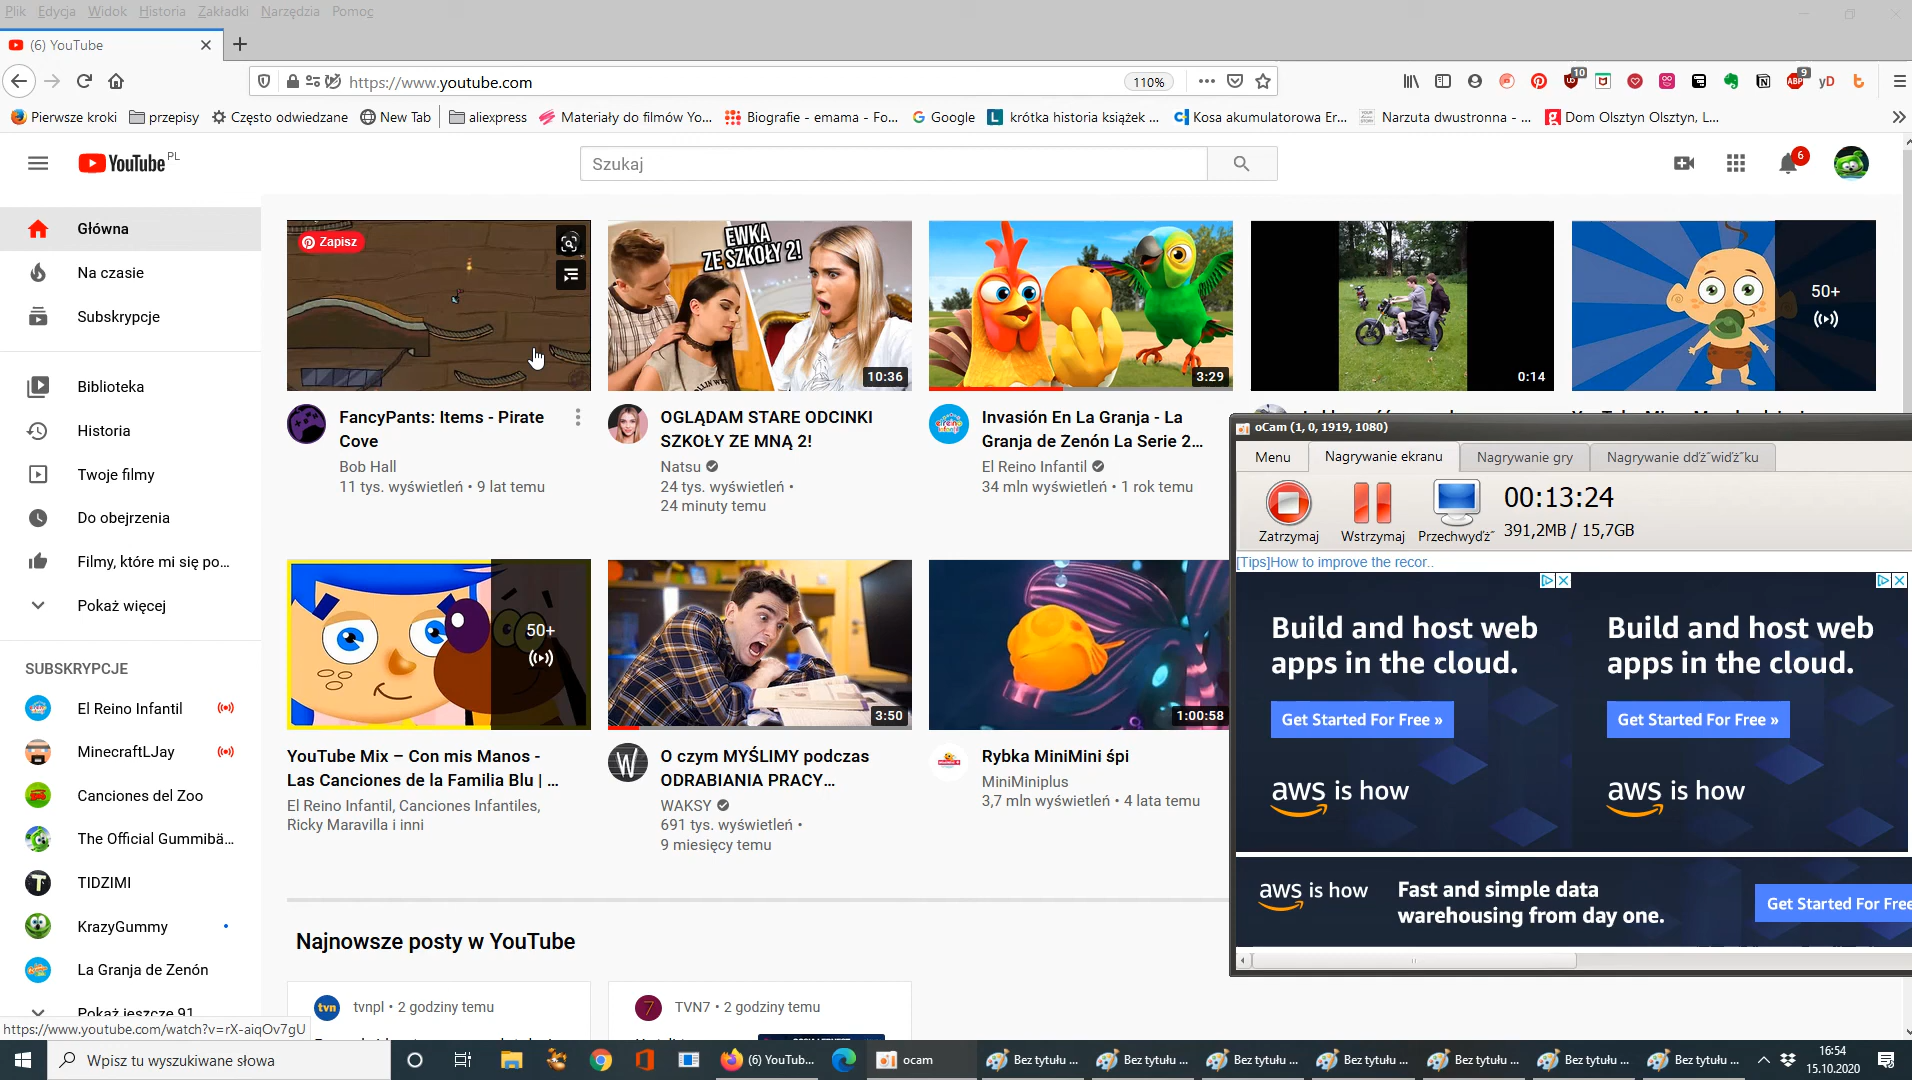 Plik Edycja Widok Historia Zakładki Narzędzia Pomoc
(6) YouTube
https://www.youtube.com
110%
10
9
yD
Pierwsze kroki przepisy Często odwiedzane New Tab aliexpress Materiały do filmów Yo... Biografie - emama - Fo... Google krótka historia książek ... Kosa akumulatorowa Er... Narzuta dwustronna - ... Dom Olsztyn Olsztyn, L...
YouTube PL
Szukaj
6
Główna
Na czasie
Subskrypcje
Biblioteka
Historia
Twoje filmy
Do obejrzenia
Filmy, które mi się po...
Pokaż więcej
SUBSKRYPCJE
El Reino Infantil
MinecraftLJay
Canciones del Zoo
The Official Gummibä...
TIDZIMI
KrazyGummy
La Granja de Zenón
Pokaż jeszcze 91
https://www.youtube.com/watch?v=rX-aiqOv7gU
Zapisz
FancyPants: Items - Pirate
Cove
Bob Hall
11 tys. wyświetleń • 9 lat temu
EWKA
ZE SZKOŁY 2!
10:36
OGLĄDAM STARE ODCINKI
SZKOŁY ZE MNĄ 2!
Natsu
24 tys. wyświetleń •
24 minuty temu
3:29
Invasión En La Granja - La
Granja de Zenón La Serie 2...
El Reino Infantil
34 mln wyświetleń • 1 rok temu
0:14
50+
50+
YouTube Mix – Con mis Manos -
Las Canciones de la Familia Blu | ...
El Reino Infantil, Canciones Infantiles,
Ricky Maravilla i inni
3:50
O czym MYŚLIMY podczas
ODRABIANIA PRACY...
WAKSY
691 tys. wyświetleń •
9 miesięcy temu
1:00:58
Rybka MiniMini śpi
MiniMiniplus
3,7 mln wyświetleń • 4 lata temu
Najnowsze posty w YouTube
tvn
tvnpl • 2 godziny temu
7
TVN7 • 2 godziny temu
oCam (1, 0, 1919, 1080)
Menu Nagrywanie ekranu Nagrywanie gry Nagrywanie dďż˝wiďż˝ku
Zatrzymaj Wstrzymaj Przechwyďż˝
00:13:24
391,2MB / 15,7GB
[Tips]How to improve the recor..
Build and host web
apps in the cloud.
Get Started For Free »
aws is how
Build and host web
apps in the cloud.
Get Started For Free »
aws is how
aws is how
Fast and simple data
warehousing from day one.
Get Started For Free
Wpisz tu wyszukiwane słowa
(6) YouTub...
ocam
Bez tytułu ... Bez tytułu ... Bez tytułu ... Bez tytułu ... Bez tytułu ... Bez tytułu ... Bez tytułu ...
16:54
15.10.2020